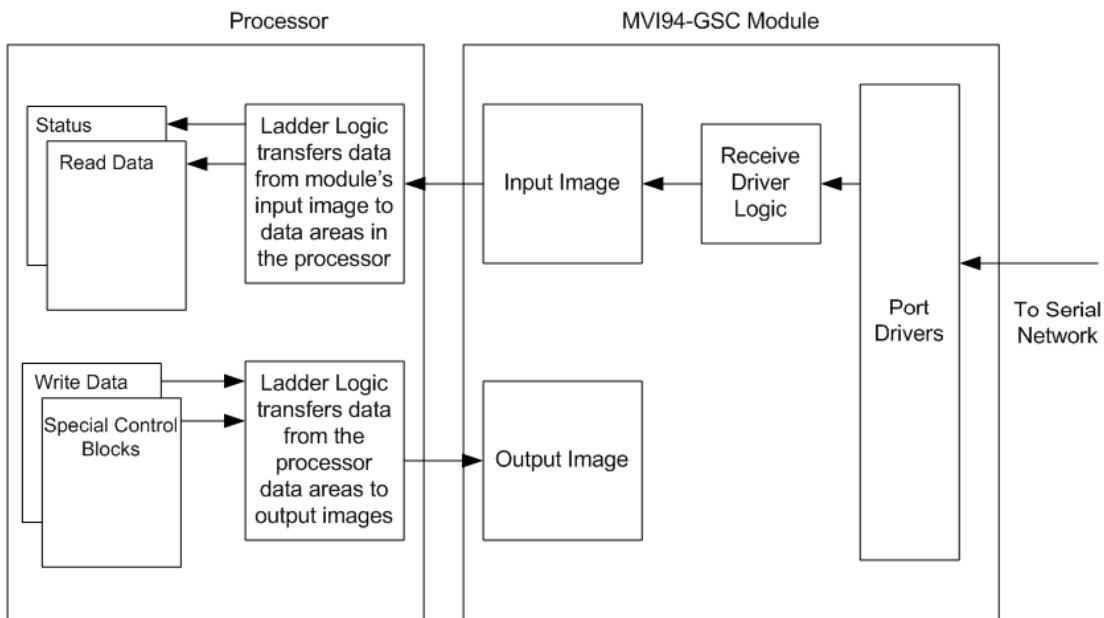 Processor
MVI94-GSC Module
Status
Read Data
Ladder Logic
transfers data
from module's
input image to
data areas in
the processor
Input Image
Receive
Driver
Logic
Port
Drivers
To Serial
Network
Write Data
Special Control
Blocks
Ladder Logic
transfers data
from the
processor
data areas to
output images
Output Image